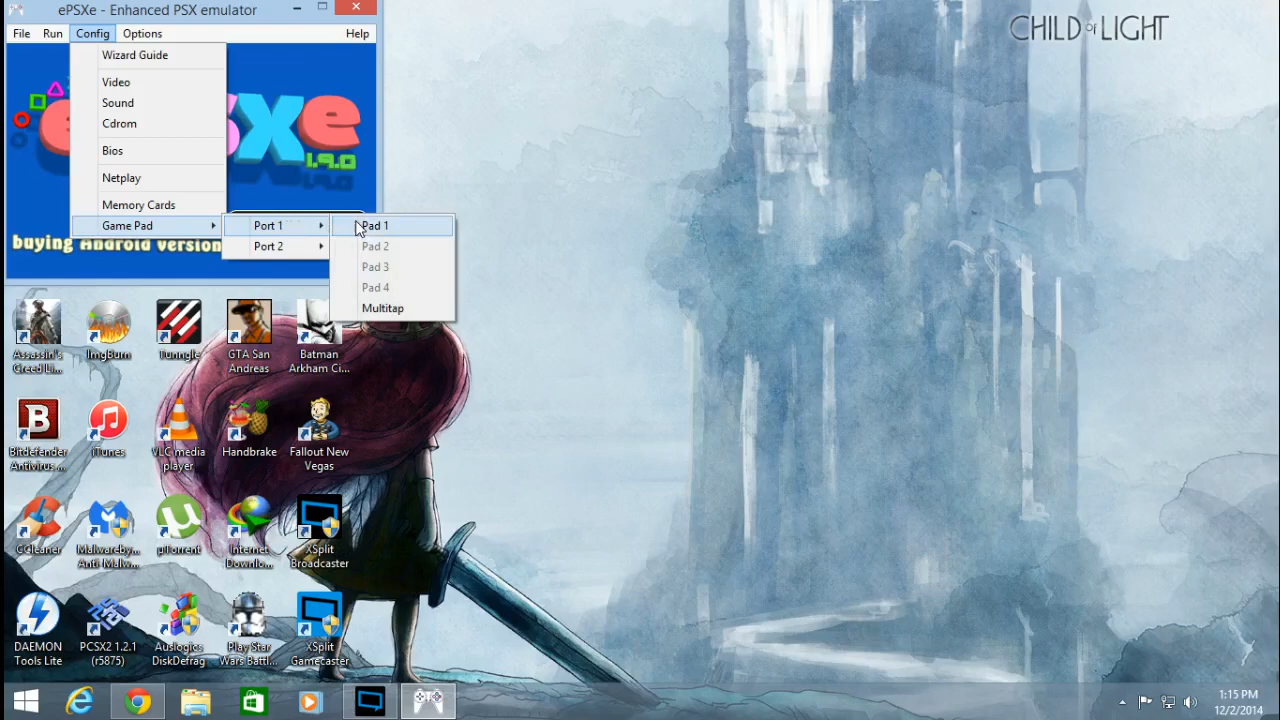 ePSXe - Enhanced PSX emulator
File Run Config Options Help
Wizard Guide
Video
Sound
Cdrom
Bios
Netplay
Memory Cards
Game Pad
Port 1
Port 2
Pad 1
Pad 2
Pad 3
Pad 4
Multitap
SXe
1.9.0
buying Android version
CHILD of LIGHT
Assassin's
Creed Li...
ImgBurn
Tunngle
GTA San
Andreas
Batman
Arkham Ci...
Bitdefender
Antivirus ...
iTunes
VLC media
player
Handbrake
Fallout New
Vegas
CCleaner
Malwareby...
Anti-Malw...
µTorrent
Internet
Downlo...
XSplit
Broadcaster
DAEMON
Tools Lite
PCSX2 1.2.1
(r5875)
Auslogics
DiskDefrag
Play Star
Wars Battl...
XSplit
Gamecaster
1:15 PM
12/2/2014